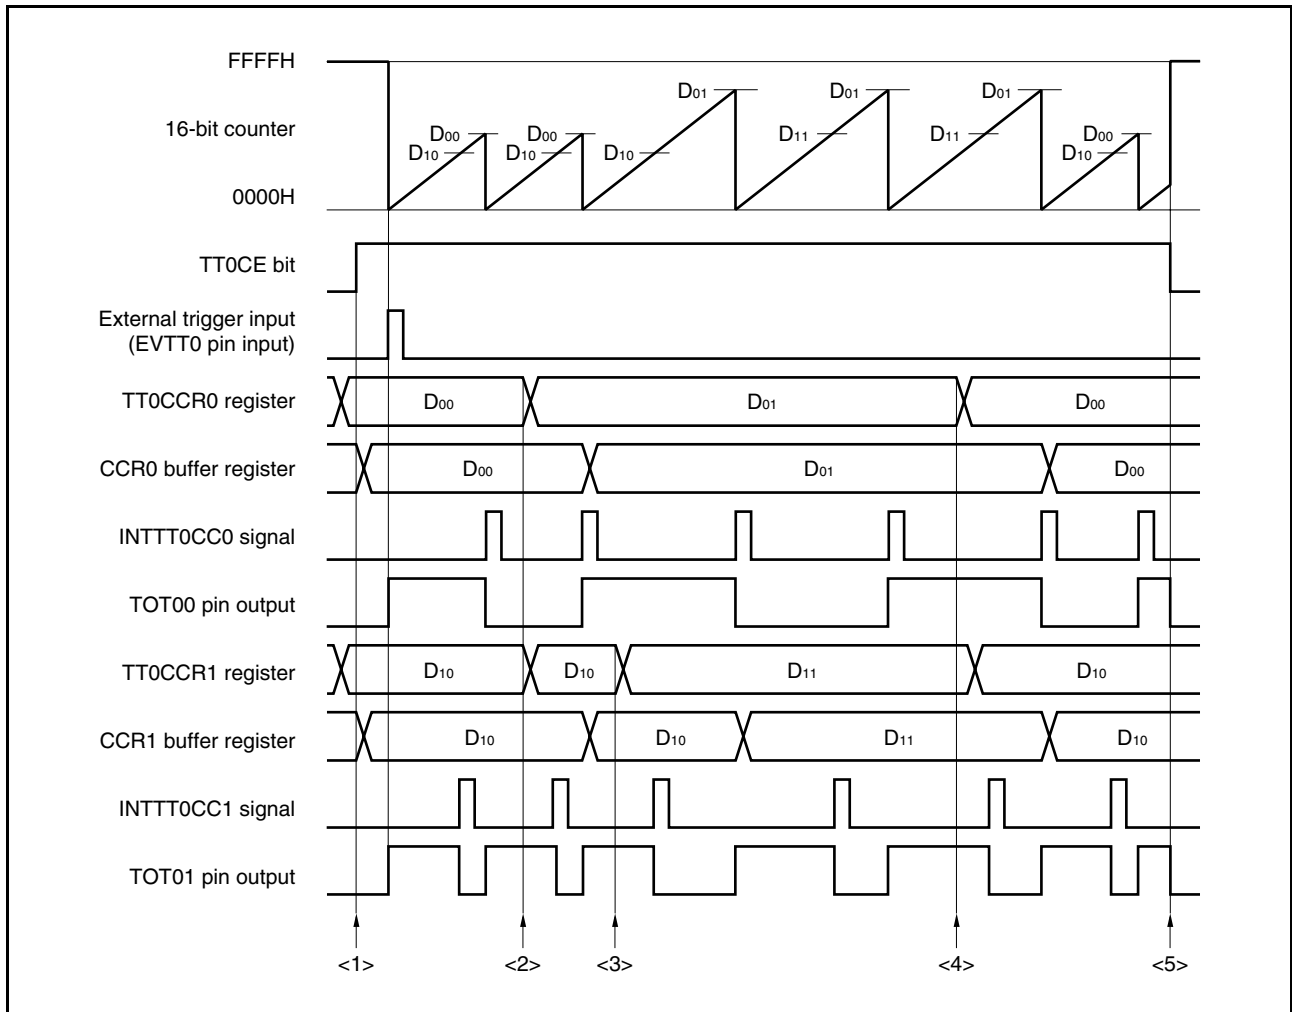 FFFFH
D01 D01 D01
16-bit counter
D00 D00 D11 D11 D00
D10 D10 D10 D10
0000H
TT0CE bit
External trigger input
(EVTT0 pin input)
TT0CCR0 register D00 D01 D00
CCR0 buffer register D00 D01 D00
INTTT0CC0 signal
TOT00 pin output
TT0CCR1 register D10 D10 D11 D10
CCR1 buffer register D10 D10 D11 D10
INTTT0CC1 signal
TOT01 pin output
<1> <2> <3> <4> <5>